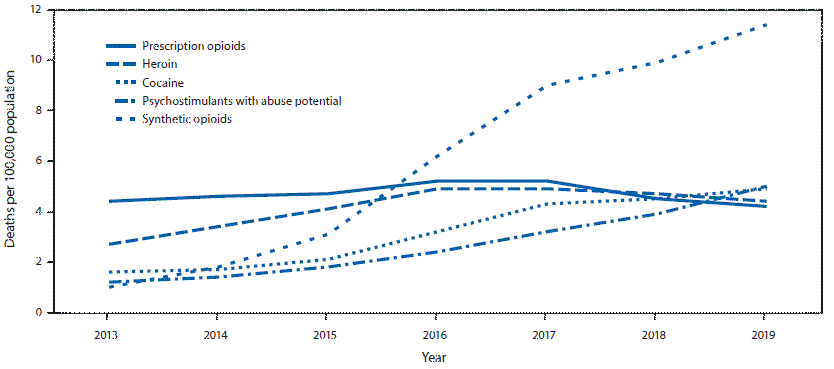 12
10
8
6
4
2
0
Deaths per 100,000 population
Prescription opioids
Heroin
Cocaine
Psychostimulants with abuse potential
Synthetic opioids
2013 2014 2015 2016 2017 2018 2019
Year